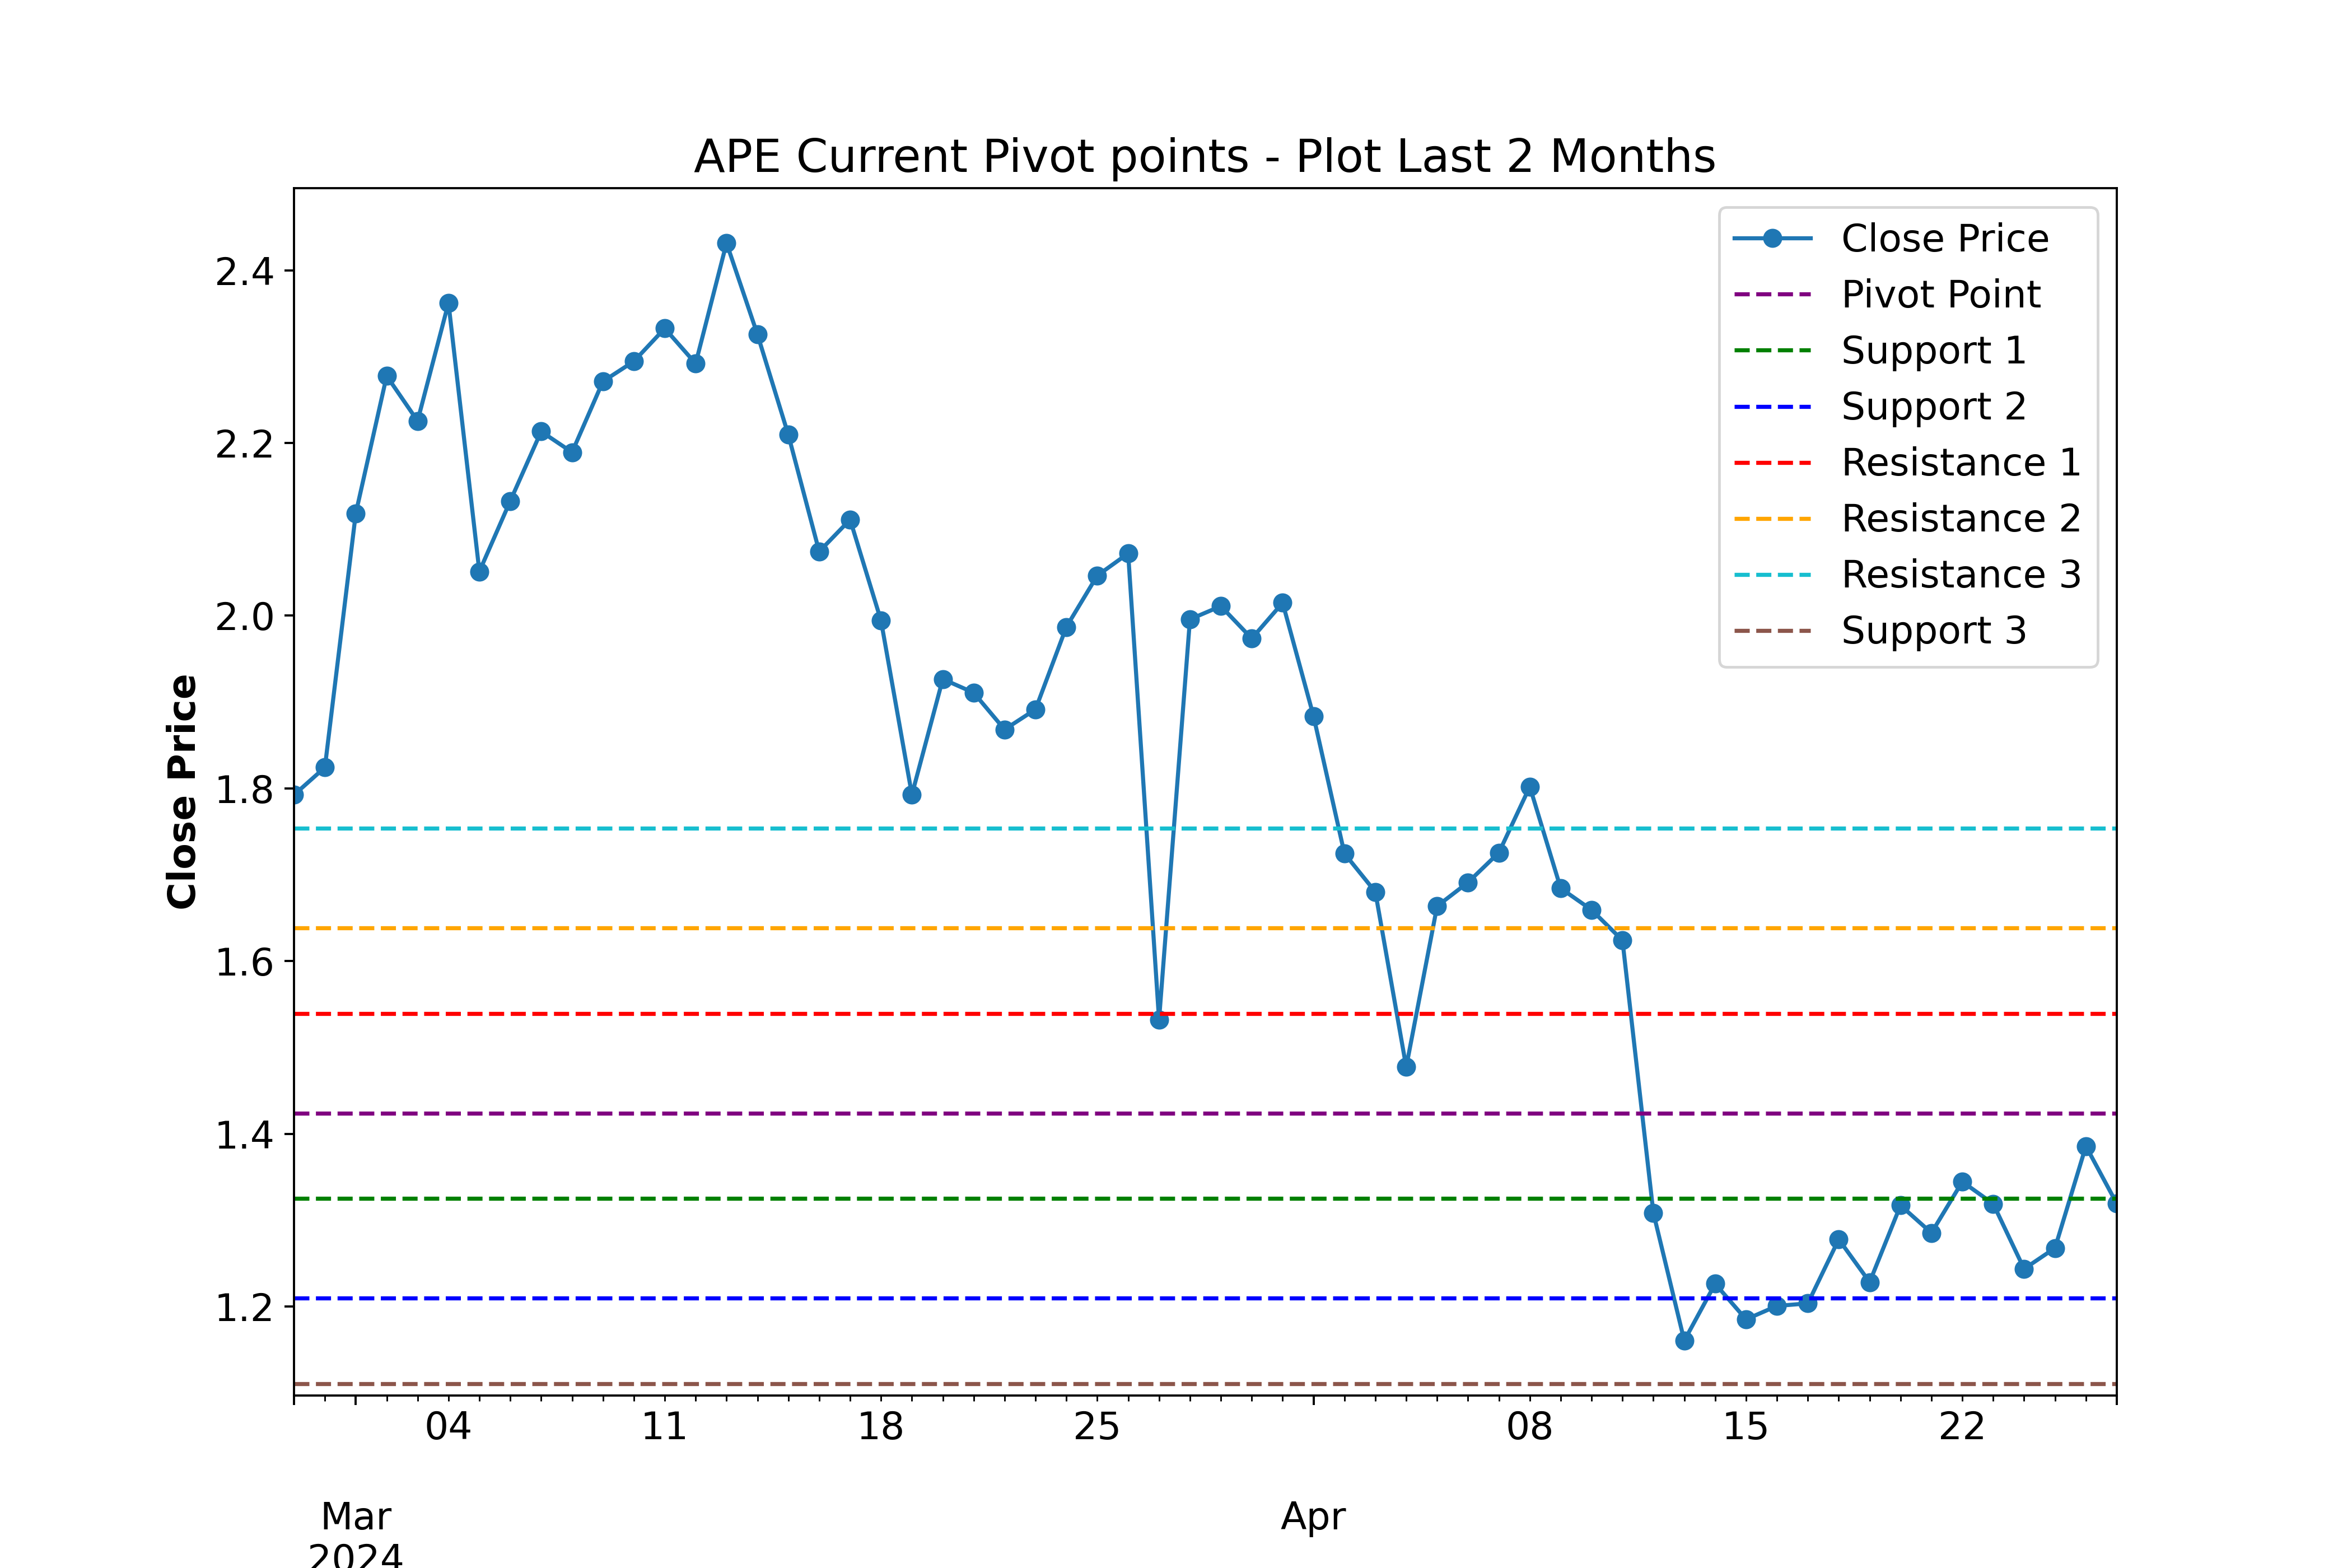 APE Current Pivot points - Plot Last 2 Months
Close Price
Pivot Point
Support 1
Support 2
Resistance 1
Resistance 2
Resistance 3
Support 3
Close Price
2.4
2.2
2.0
1.8
1.6
1.4
1.2
04 11 18 25 08 15 22
Mar Apr
2024